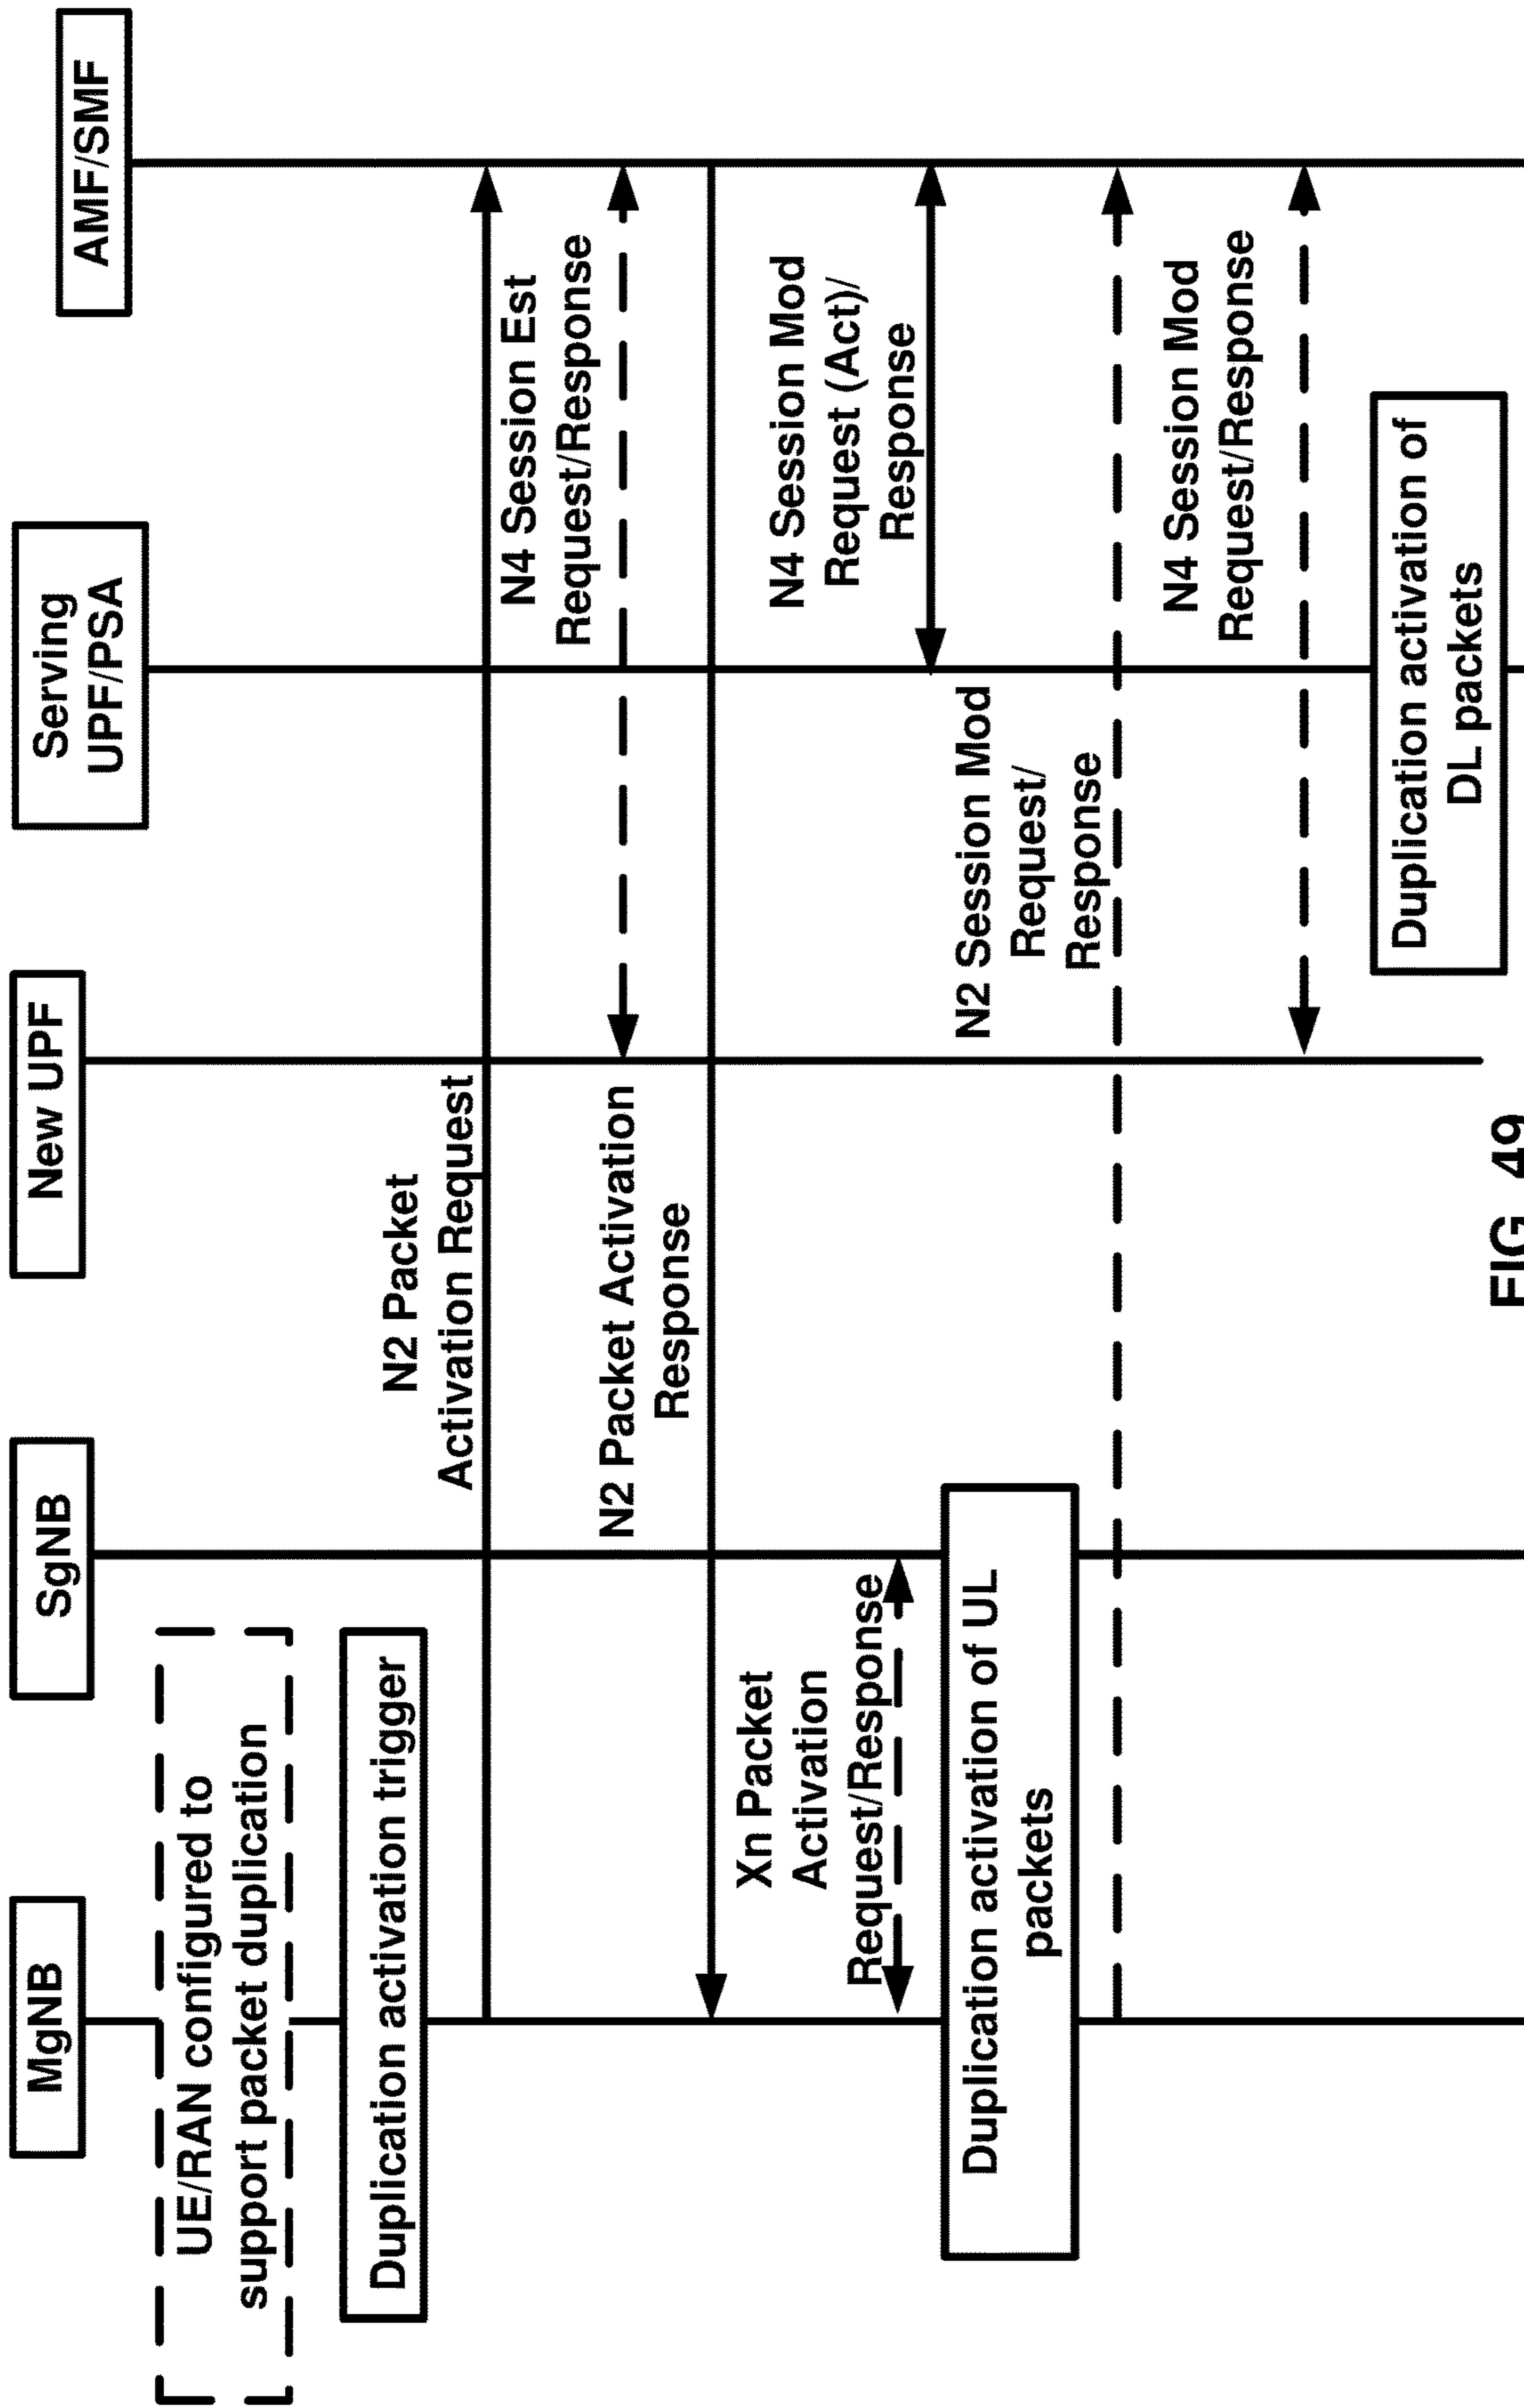 MgNB
SgNB
New UPF
Serving
UPF/PSA
AMF/SMF
UE/RAN configured to
support packet duplication
Duplication activation trigger
N2 Packet
Activation Request
N4 Session Est
Request/Response
N2 Packet Activation
Response
Xn Packet
Activation
Request/Response
N4 Session Mod
Request (Act)/
Response
Duplication activation of UL
packets
N2 Session Mod
Request/
Response
N4 Session Mod
Request/Response
Duplication activation of
DL packets
FIG. 49